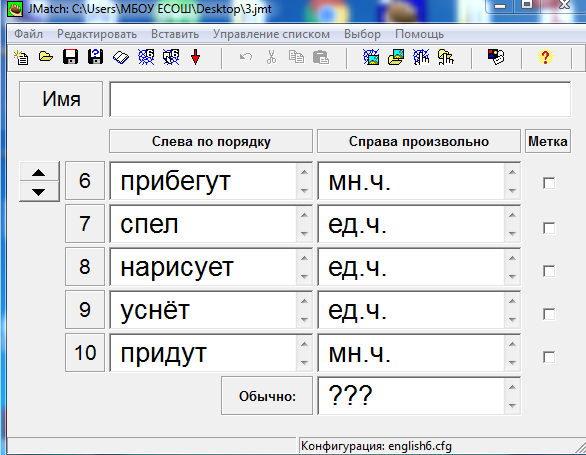 JMatch: C:\Users\МБОУ ЕСОШ\Desktop\3.jmt
Файл Редактировать Вставить Управление списком Выбор Помощь
Имя
Слева по порядку Справа произвольно Метка
6 прибегут мн.ч.
7 спел ед.ч.
8 нарисует ед.ч.
9 уснёт ед.ч.
10 придут мн.ч.
Обычно: ???
Конфигурация: english6.cfg